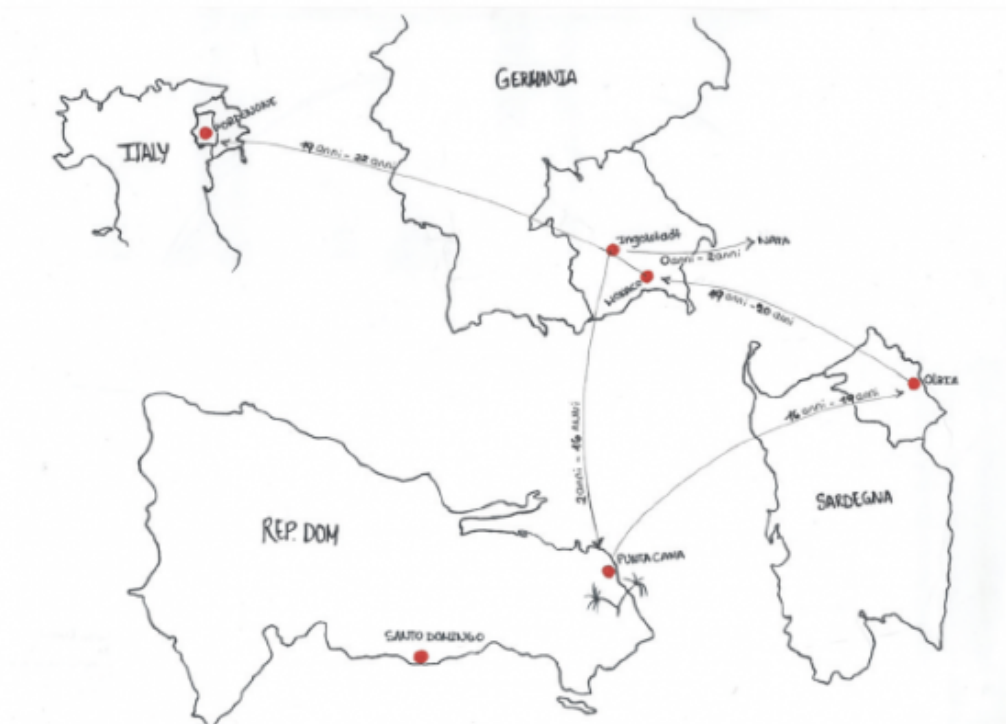 GERMANIA
PORDENONE
ITALY
19 anni - 22 anni
Ingolstadt
NATA
0anni - 2anni
MONACO
19 anni - 20 anni
OLBIA
16 anni - 19 anni
2anni - 16 anni
SARDEGNA
REP. DOM
PUNTA CANA
SANTO DOMINGO